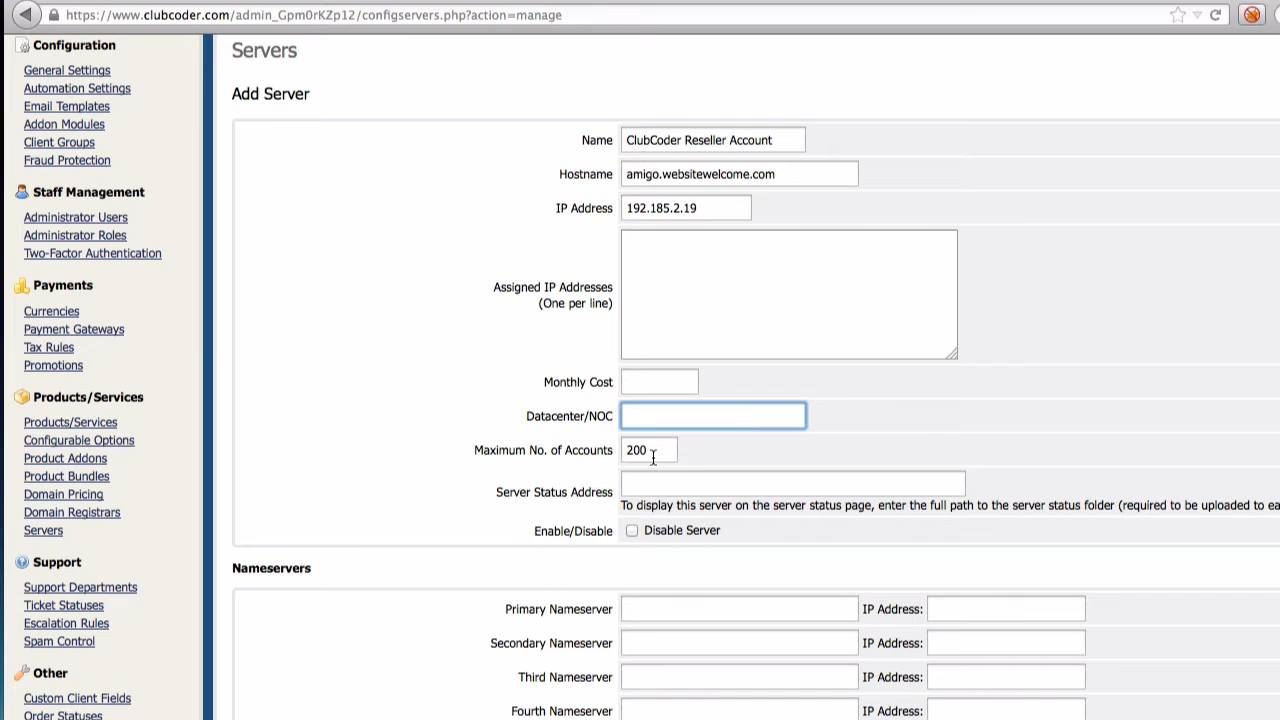 https://www.clubcoder.com/admin_Gpm0rKZp12/configservers.php?action=manage
Configuration
General Settings
Automation Settings
Email Templates
Addon Modules
Client Groups
Fraud Protection
Staff Management
Administrator Users
Administrator Roles
Two-Factor Authentication
Payments
Currencies
Payment Gateways
Tax Rules
Promotions
Products/Services
Products/Services
Configurable Options
Product Addons
Product Bundles
Domain Pricing
Domain Registrars
Servers
Support
Support Departments
Ticket Statuses
Escalation Rules
Spam Control
Other
Custom Client Fields
Order Statuses
Servers
Add Server
Name ClubCoder Reseller Account
Hostname amigo.websitewelcome.com
IP Address 192.185.2.19
Assigned IP Addresses
(One per line)
Monthly Cost
Datacenter/NOC
Maximum No. of Accounts 200
Server Status Address
To display this server on the server status page, enter the full path to the server status folder (required to be uploaded to ea
Enable/Disable Disable Server
Nameservers
Primary Nameserver IP Address:
Secondary Nameserver IP Address:
Third Nameserver IP Address:
Fourth Nameserver IP Address: